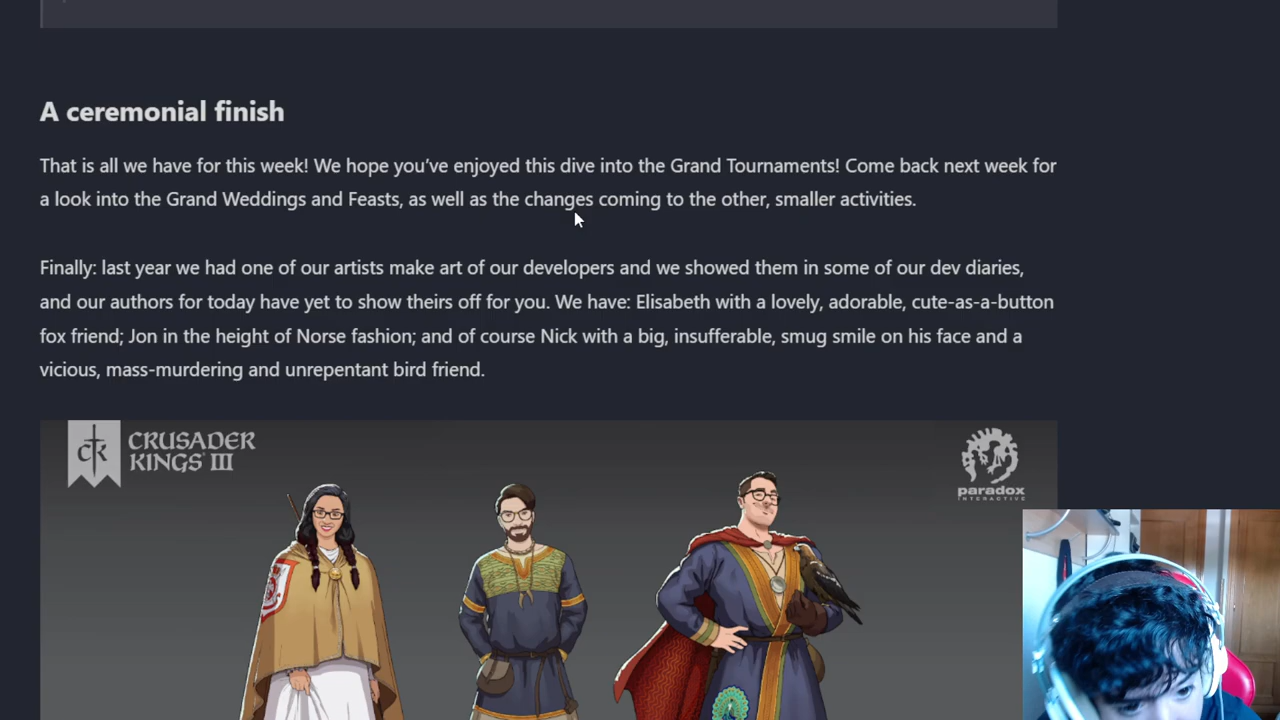 A ceremonial finish
That is all we have for this week! We hope you’ve enjoyed this dive into the Grand Tournaments! Come back next week for
a look into the Grand Weddings and Feasts, as well as the changes coming to the other, smaller activities.
Finally: last year we had one of our artists make art of our developers and we showed them in some of our dev diaries,
and our authors for today have yet to show theirs off for you. We have: Elisabeth with a lovely, adorable, cute-as-a-button
fox friend; Jon in the height of Norse fashion; and of course Nick with a big, insufferable, smug smile on his face and a
vicious, mass-murdering and unrepentant bird friend.
CK
CRUSADER
KINGS III
paradox
INTERACTIVE